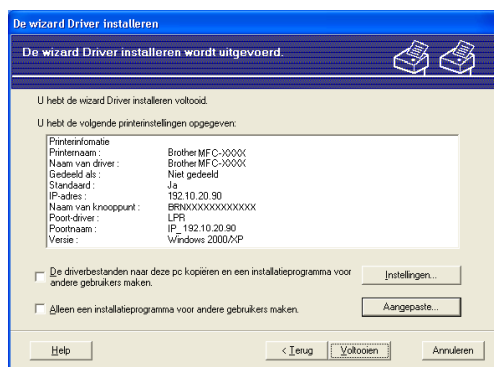 De wizard Driver installeren
De wizard Driver installeren wordt uitgevoerd.
U hebt de wizard Driver installeren voltooid.
U hebt de volgende printerinstellingen opgegeven:
Printerinfomatie
Printernaam : Brother MFC-XXXX
Naam van driver : Brother MFC-XXXX
Gedeeld als : Niet gedeeld
Standaard : Ja
IP-adres : 192.10.20.90
Naam van knooppunt : BRNXXXXXXXXXXXX
Poort-driver : LPR
Poortnaam : IP_192.10.20.90
Versie : Windows 2000/XP
De driverbestanden naar deze pc kopiëren en een installatieprogramma voor
andere gebruikers maken.
Instellingen...
Alleen een installatieprogramma voor andere gebruikers maken.
Aangepaste...
Help
< Terug
Voltooien
Annuleren